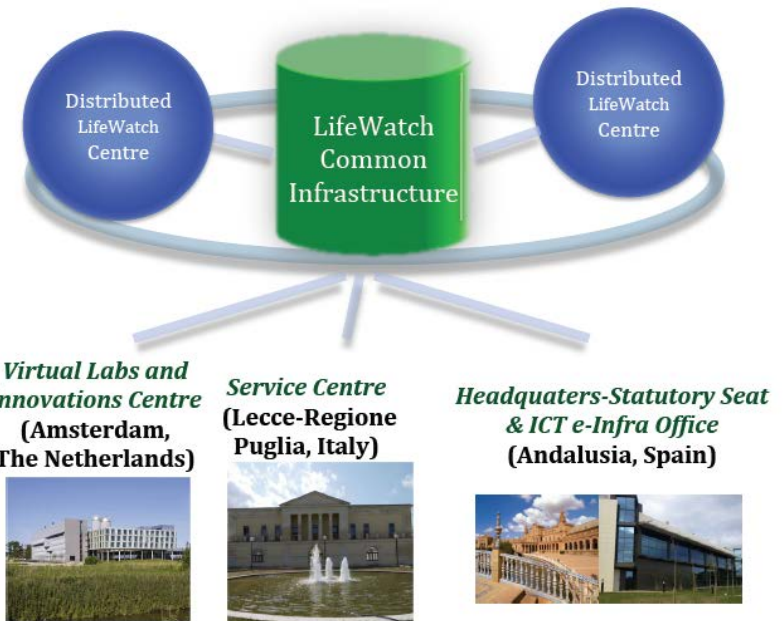 Distributed
LifeWatch
Centre
LifeWatch
Common
Infrastructure
Distributed
LifeWatch
Centre
Virtual Labs and
nnovations Centre
(Amsterdam,
The Netherlands)
Service Centre
(Lecce-Regione
Puglia, Italy)
Headquaters-Statutory Seat
& ICT e-Infra Office
(Andalusia, Spain)